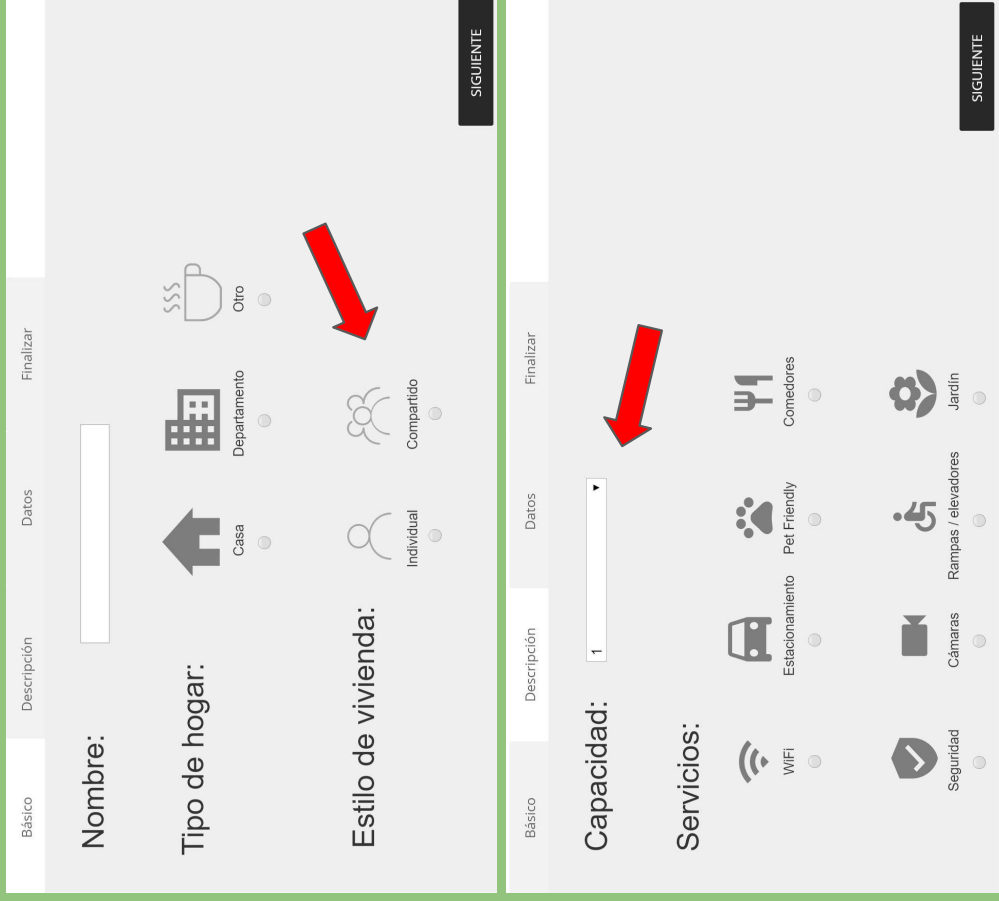 Básico Descripción Datos Finalizar
Nombre:
Tipo de hogar:
Casa Departamento Otro
Estilo de vivienda:
Individual Compartido
SIGUIENTE
Básico Descripción Datos Finalizar
Capacidad: 1
Servicios:
WiFi Estacionamiento Pet Friendly Comedores
Seguridad Cámaras Rampas / elevadores Jardín
SIGUIENTE